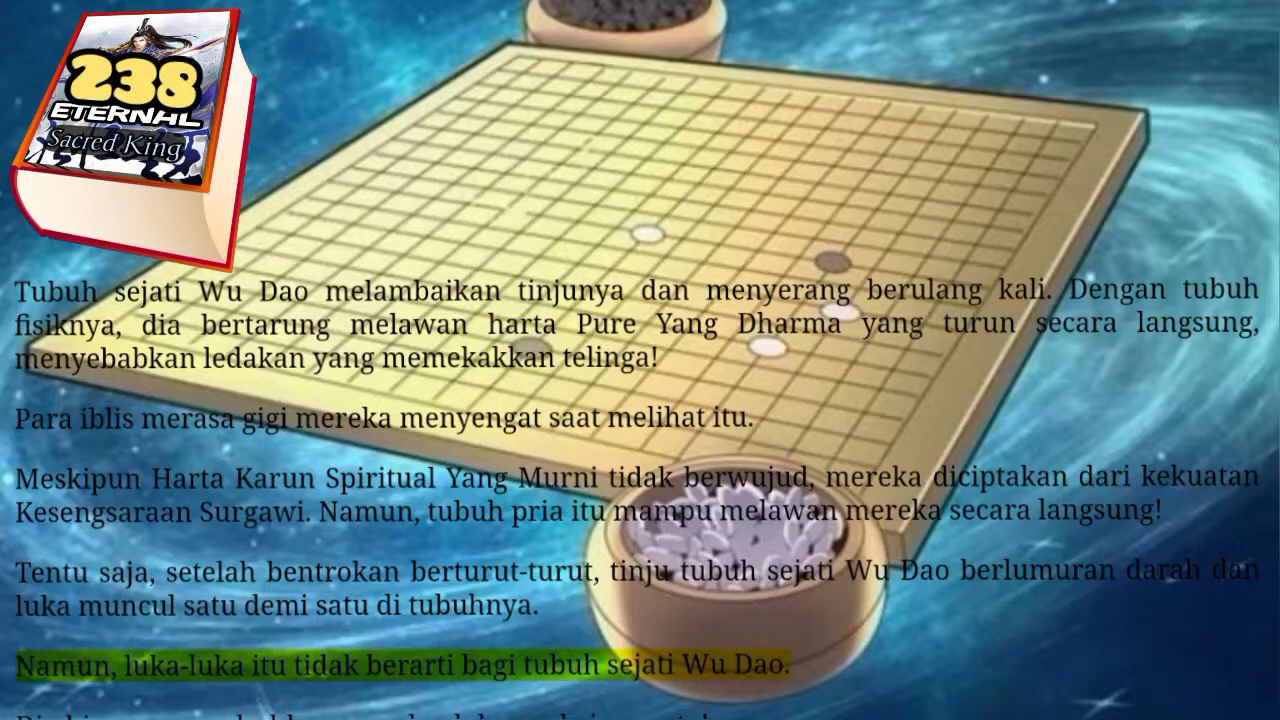 238
ETERNAL
Sacred King
Tubuh sejati Wu Dao melambaikan tinjunya dan menyerang berulang kali. Dengan tubuh
fisiknya, dia bertarung melawan harta Pure Yang Dharma yang turun secara langsung,
menyebabkan ledakan yang memekakkan telinga!
Para iblis merasa gigi mereka menyengat saat melihat itu.
Meskipun Harta Karun Spiritual Yang Murni tidak berwujud, mereka diciptakan dari kekuatan
Kesengsaraan Surgawi. Namun, tubuh pria itu mampu melawan mereka secara langsung!
Tentu saja, setelah bentrokan berturut-turut, tinju tubuh sejati Wu Dao berlumuran darah dan
luka muncul satu demi satu di tubuhnya.
Namun, luka-luka itu tidak berarti bagi tubuh sejati Wu Dao.